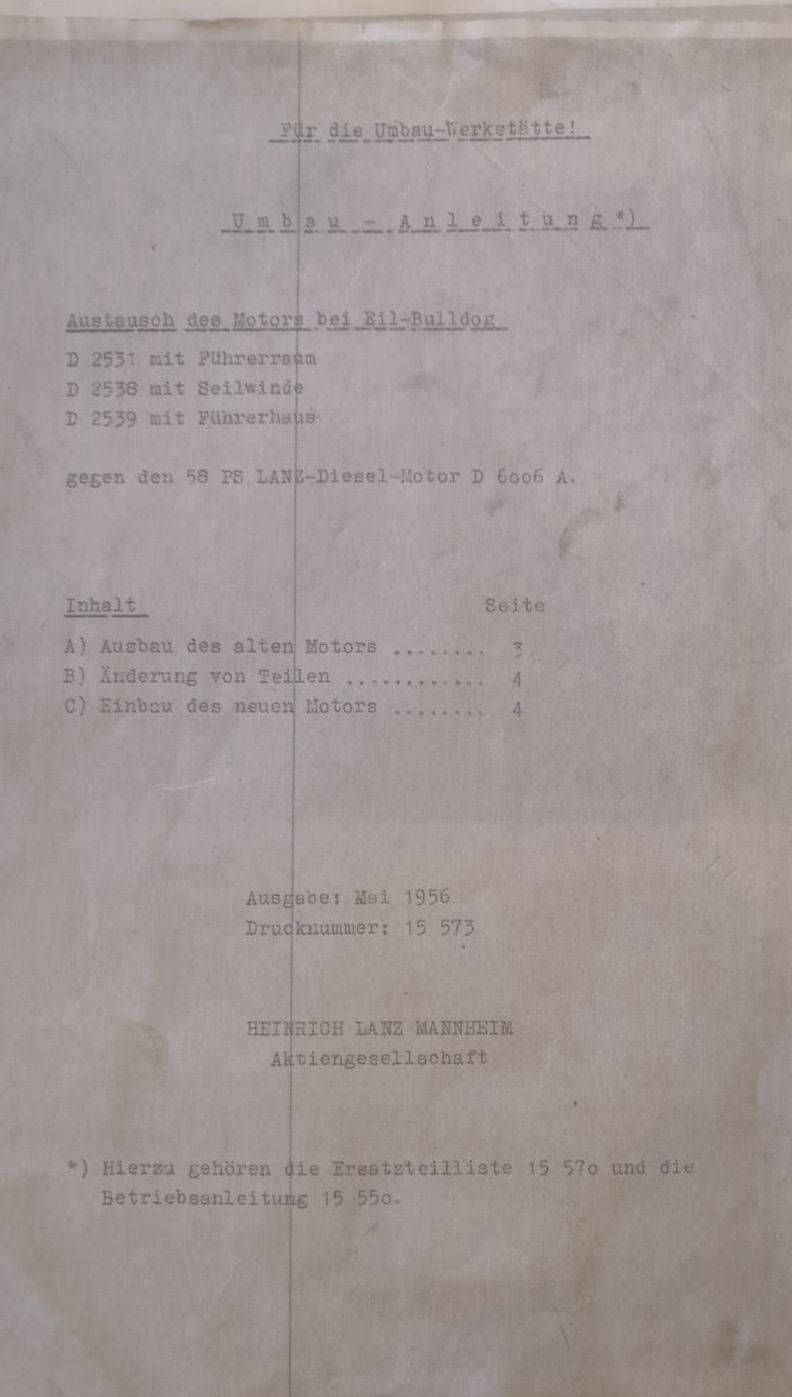 Für die Umbau-Werkstätte!
Umbau - Anleitung*)
Austausch des Motors bei Eil-Bulldog
D 2531 mit Führerraum
D 2538 mit Seilwinde
D 2539 mit Führerhaus
gegen den 58 PS LANZ-Diesel-Motor D 6oo6 A.
Inhalt Seite
A) Ausbau des alten Motors ........ 3
B) Änderung von Teilen ............ 4
C) Einbau des neuen Motors ........ 4
Ausgabe: Mai 1956
Drucknummer: 15 573
HEINRICH LANZ MANNHEIM
Aktiengesellschaft
*) Hierzu gehören die Ersatzteilliste 15 57o und die
Betriebsanleitung 15 55o.